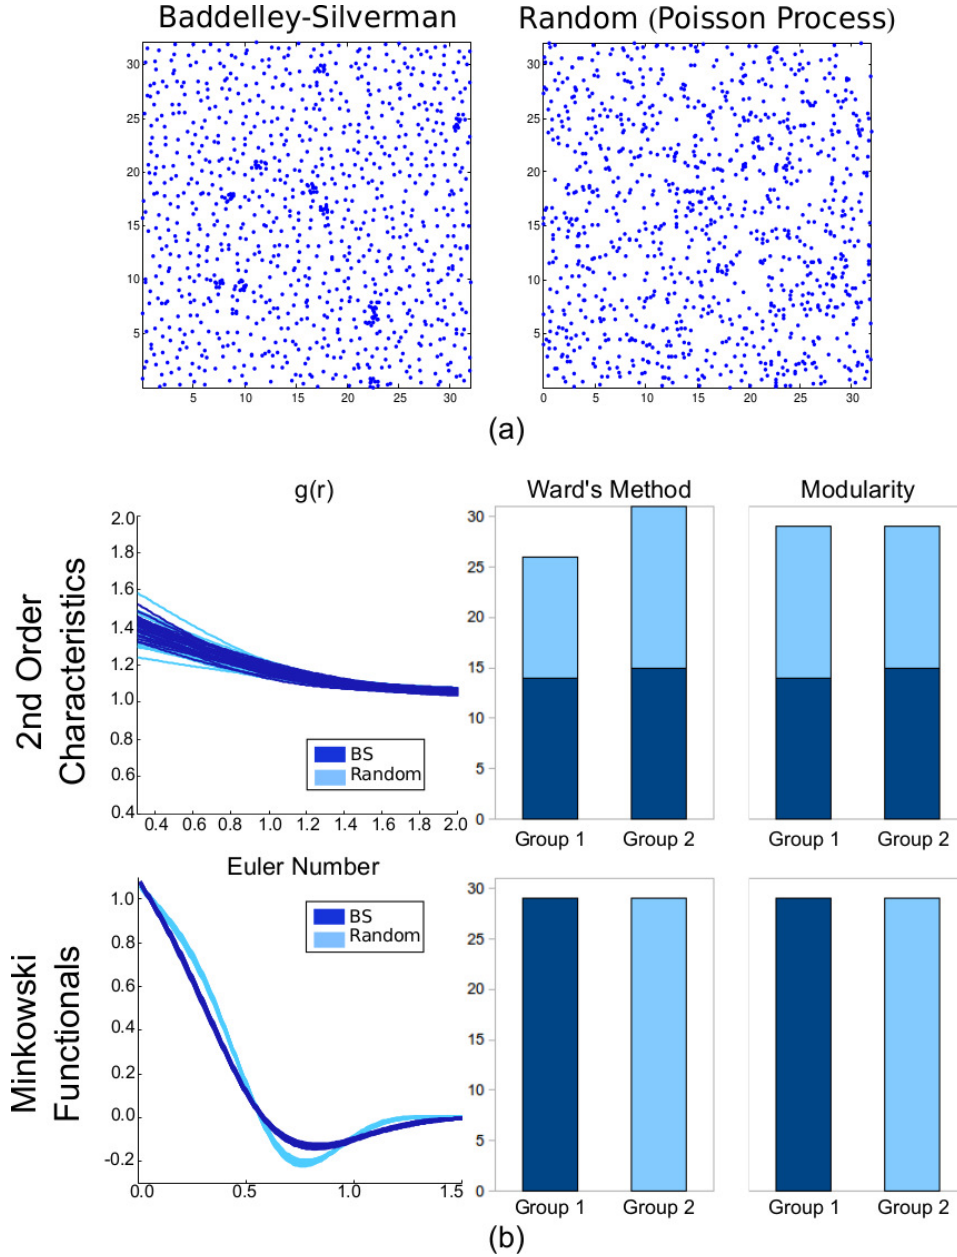 Baddelley-Silverman
Random (Poisson Process)
30
25
20
15
10
5
5
10
15
20
25
30
30
25
20
15
10
5
0
5
10
15
20
25
30
(a)
2nd Order
Characteristics
g(r)
2.0
1.8
1.6
1.4
1.2
1.0
0.8
0.6
0.4
0.4
0.6
0.8
1.0
1.2
1.4
1.6
1.8
2.0
BS
Random
Ward's Method
30
25
20
15
10
5
0
Group 1
Group 2
Modularity
Group 1
Group 2
Minkowski
Functionals
Euler Number
1.0
0.8
0.6
0.4
0.2
0.0
-0.2
0.0
0.5
1.0
1.5
BS
Random
30
25
20
15
10
5
0
Group 1
Group 2
Group 1
Group 2
(b)